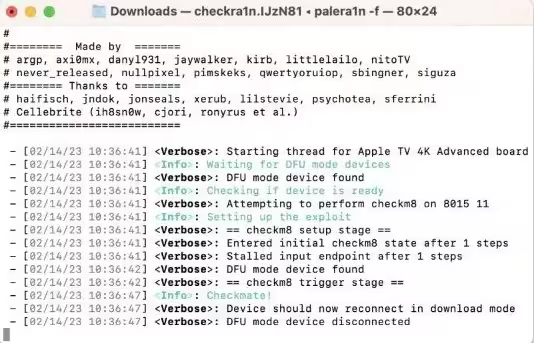 Downloads — checkra1n.IJzN81 ◂ palera1n -f — 80×24
#
#======== Made by =======
# argp, axi0mx, danyl931, jaywalker, kirb, littlelailo, nitoTV
# never_released, nullpixel, pimskeks, qwertyoruiop, sbingner, siguza
#======== Thanks to =======
# haifisch, jndok, jonseals, xerub, lilstevie, psychotea, sferrini
# Cellebrite (ih8sn0w, cjori, ronyrus et al.)
#==========================
- [02/14/23 10:36:41] <Verbose>: Starting thread for Apple TV 4K Advanced board
- [02/14/23 10:36:41] <Info>: Waiting for DFU mode devices
- [02/14/23 10:36:41] <Verbose>: DFU mode device found
- [02/14/23 10:36:41] <Info>: Checking if device is ready
- [02/14/23 10:36:41] <Verbose>: Attempting to perform checkm8 on 8015 11
- [02/14/23 10:36:41] <Info>: Setting up the exploit
- [02/14/23 10:36:41] <Verbose>: == checkm8 setup stage ==
- [02/14/23 10:36:41] <Verbose>: Entered initial checkm8 state after 1 steps
- [02/14/23 10:36:41] <Verbose>: Stalled input endpoint after 1 steps
- [02/14/23 10:36:42] <Verbose>: DFU mode device found
- [02/14/23 10:36:42] <Verbose>: == checkm8 trigger stage ==
- [02/14/23 10:36:47] <Info>: Checkmate!
- [02/14/23 10:36:47] <Verbose>: Device should now reconnect in download mode
- [02/14/23 10:36:47] <Verbose>: DFU mode device disconnected